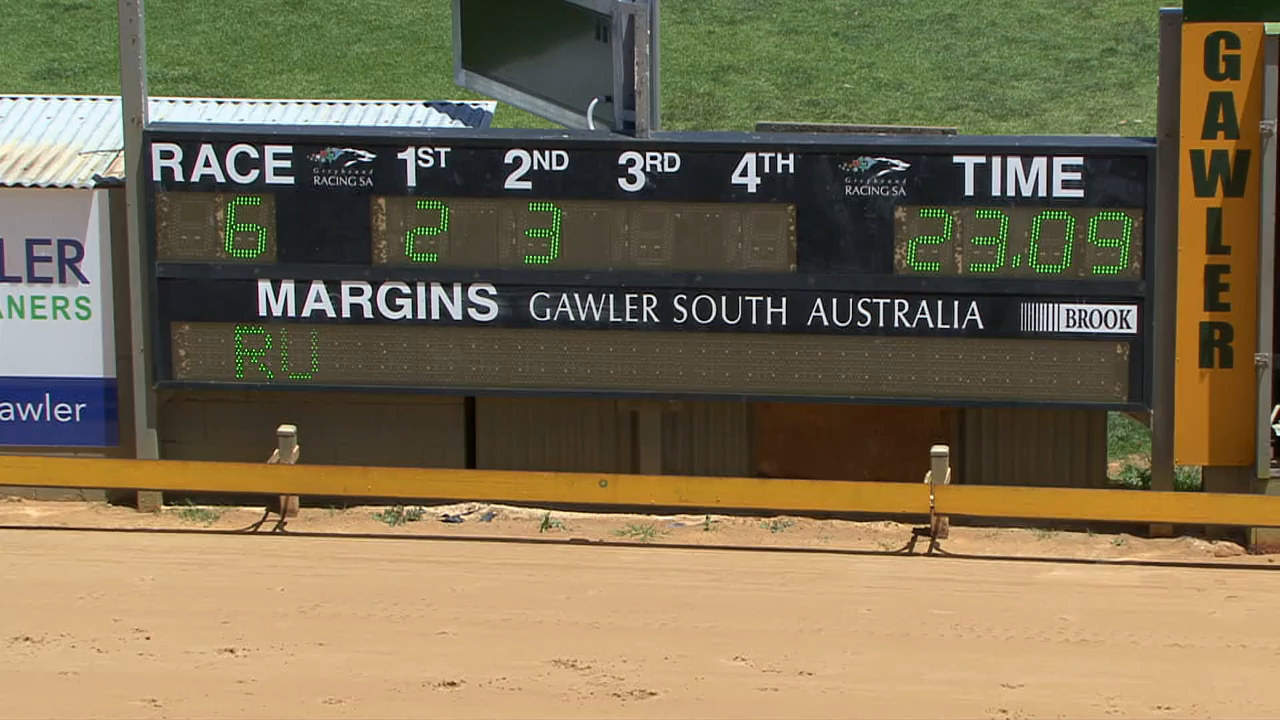 RACE Greyhound RACING SA 1ST 2ND 3RD 4TH Greyhound RACING SA TIME
6 2 3 23.09
MARGINS GAWLER SOUTH AUSTRALIA BROOK
RU
LER
ANERS
awler
GAWLER